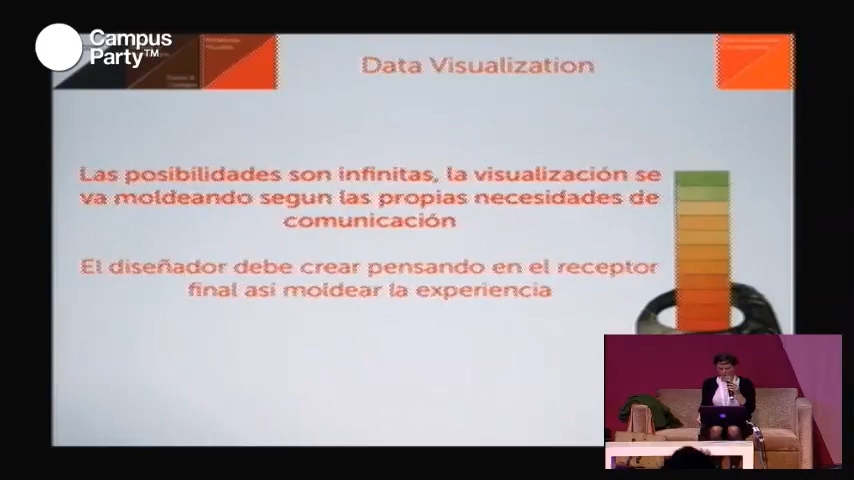 Campus
Party™
Data Visualization
Las posibilidades son infinitas, la visualización se
va moldeando segun las propias necesidades de
comunicación
El diseñador debe crear pensando en el receptor
final así moldear la experiencia